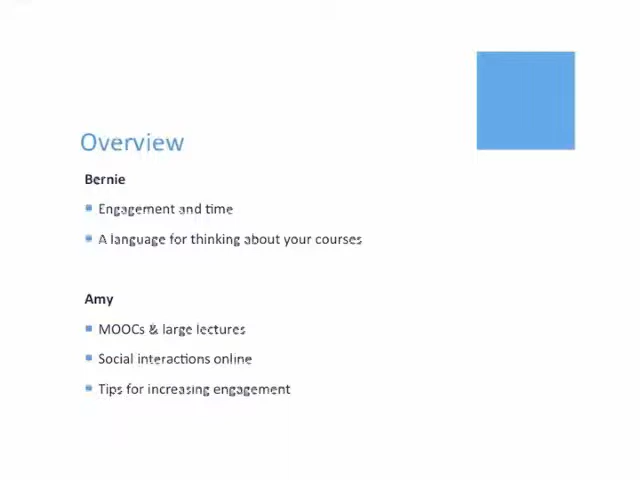 Overview
Bernie
Engagement and time
A language for thinking about your courses
Amy
MOOCs & large lectures
Social interactions online
Tips for increasing engagement